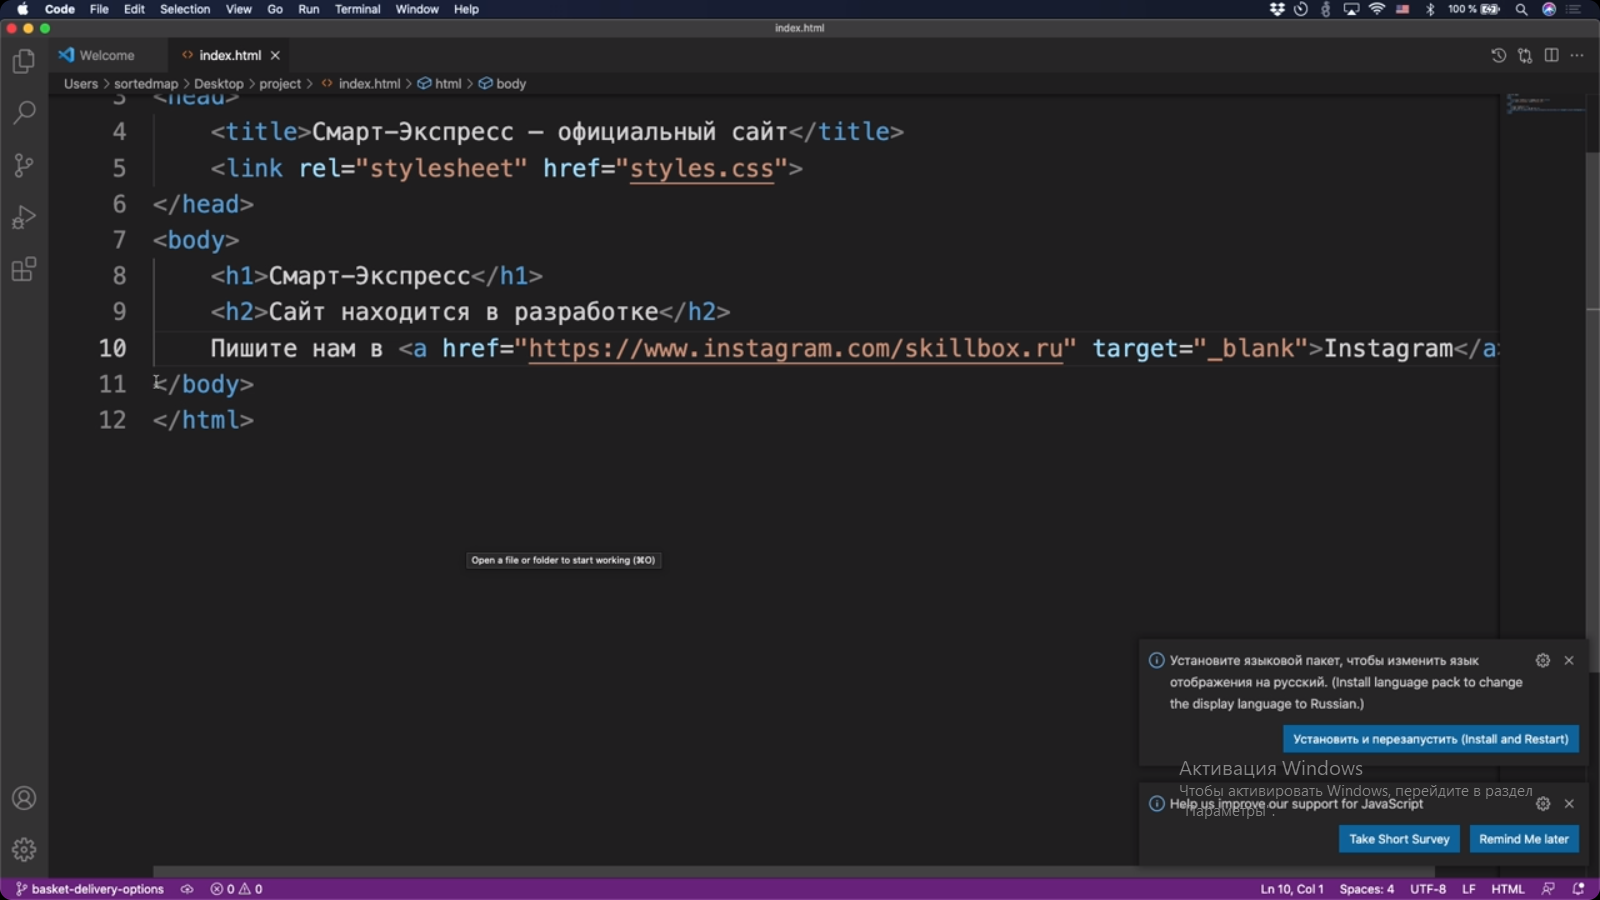 Code File Edit Selection View Go Run Terminal Window Help 100 %
index.html
Welcome index.html
Users > sortedmap > Desktop > project > index.html > html > body
3 <head>
4 <title>Смарт-Экспресс — официальный сайт</title>
5 <link rel="stylesheet" href="styles.css">
6 </head>
7 <body>
8 <h1>Смарт-Экспресс</h1>
9 <h2>Сайт находится в разработке</h2>
10 Пишите нам в <a href="https://www.instagram.com/skillbox.ru" target="_blank">Instagram</a>
11 </body>
12 </html>
Open a file or folder to start working (⌘O)
Установите языковой пакет, чтобы изменить язык
отображения на русский. (Install language pack to change
the display language to Russian.)
Установить и перезапустить (Install and Restart)
Активация Windows
Чтобы активировать Windows, перейдите в раздел
"Параметры".
Help us improve our support for JavaScript
Take Short Survey Remind Me later
basket-delivery-options 0 0 Ln 10, Col 1 Spaces: 4 UTF-8 LF HTML